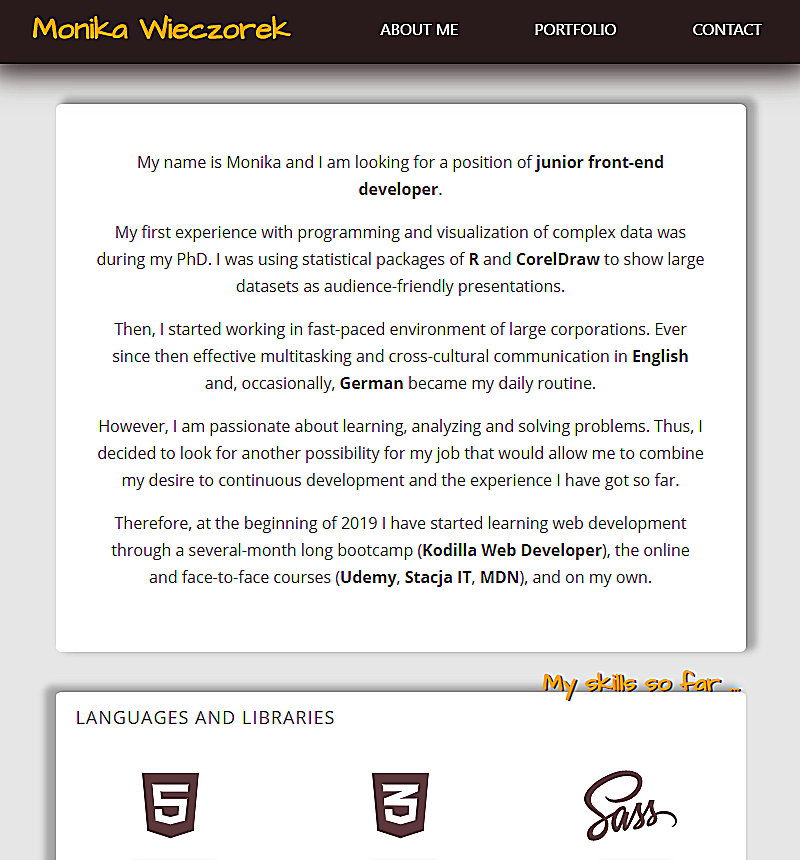 Monika Wieczorek
ABOUT ME
PORTFOLIO
CONTACT
My name is Monika and I am looking for a position of junior front-end
developer.
My first experience with programming and visualization of complex data was
during my PhD. I was using statistical packages of R and CorelDraw to show large
datasets as audience-friendly presentations.
Then, I started working in fast-paced environment of large corporations. Ever
since then effective multitasking and cross-cultural communication in English
and, occasionally, German became my daily routine.
However, I am passionate about learning, analyzing and solving problems. Thus, I
decided to look for another possibility for my job that would allow me to combine
my desire to continuous development and the experience I have got so far.
Therefore, at the beginning of 2019 I have started learning web development
through a several-month long bootcamp (Kodilla Web Developer), the online
and face-to-face courses (Udemy, Stacja IT, MDN), and on my own.
My skills so far ...
LANGUAGES AND LIBRARIES
5
3
Sass